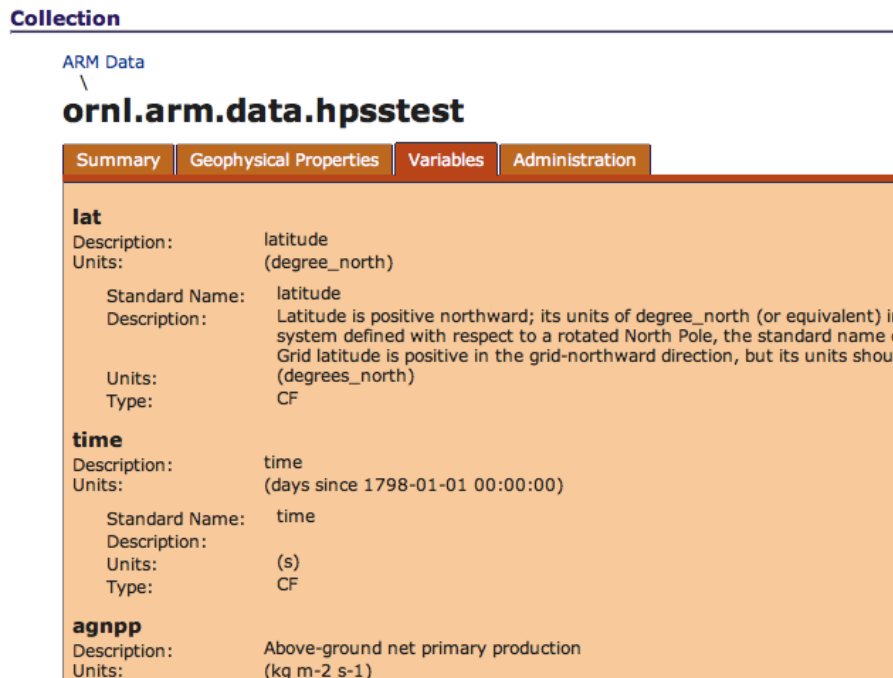 Collection
ARM Data
\
ornl.arm.data.hpsstest
Summary Geophysical Properties Variables Administration
lat
Description: latitude
Units: (degree_north)
Standard Name: latitude
Description: Latitude is positive northward; its units of degree_north (or equivalent)
system defined with respect to a rotated North Pole, the standard name
Grid latitude is positive in the grid-northward direction, but its units
Units: (degrees_north)
Type: CF
time
Description: time
Units: (days since 1798-01-01 00:00:00)
Standard Name: time
Description:
Units: (s)
Type: CF
agnpp
Description: Above-ground net primary production
Units: (kg m-2 s-1)